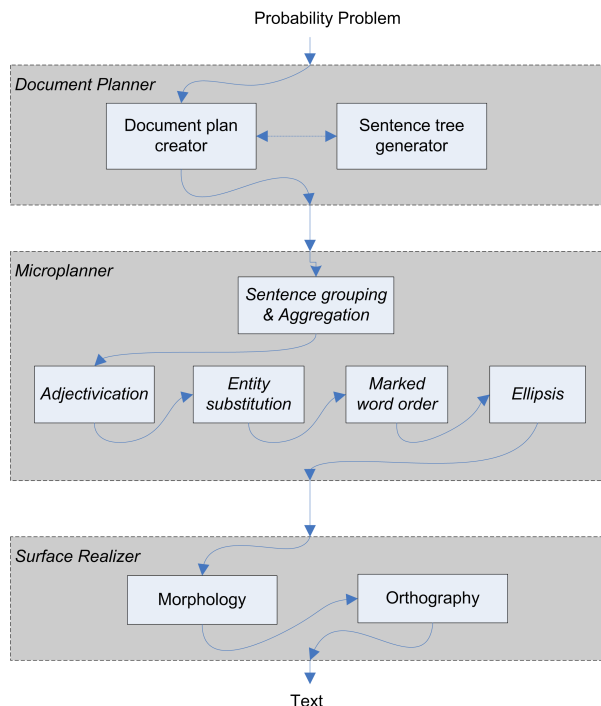 Probability Problem
Document Planner
Document plan
creator
Sentence tree
generator
Microplanner
Sentence grouping
& Aggregation
Adjectivication
Entity
substitution
Marked
word order
Ellipsis
Surface Realizer
Morphology
Orthography
Text